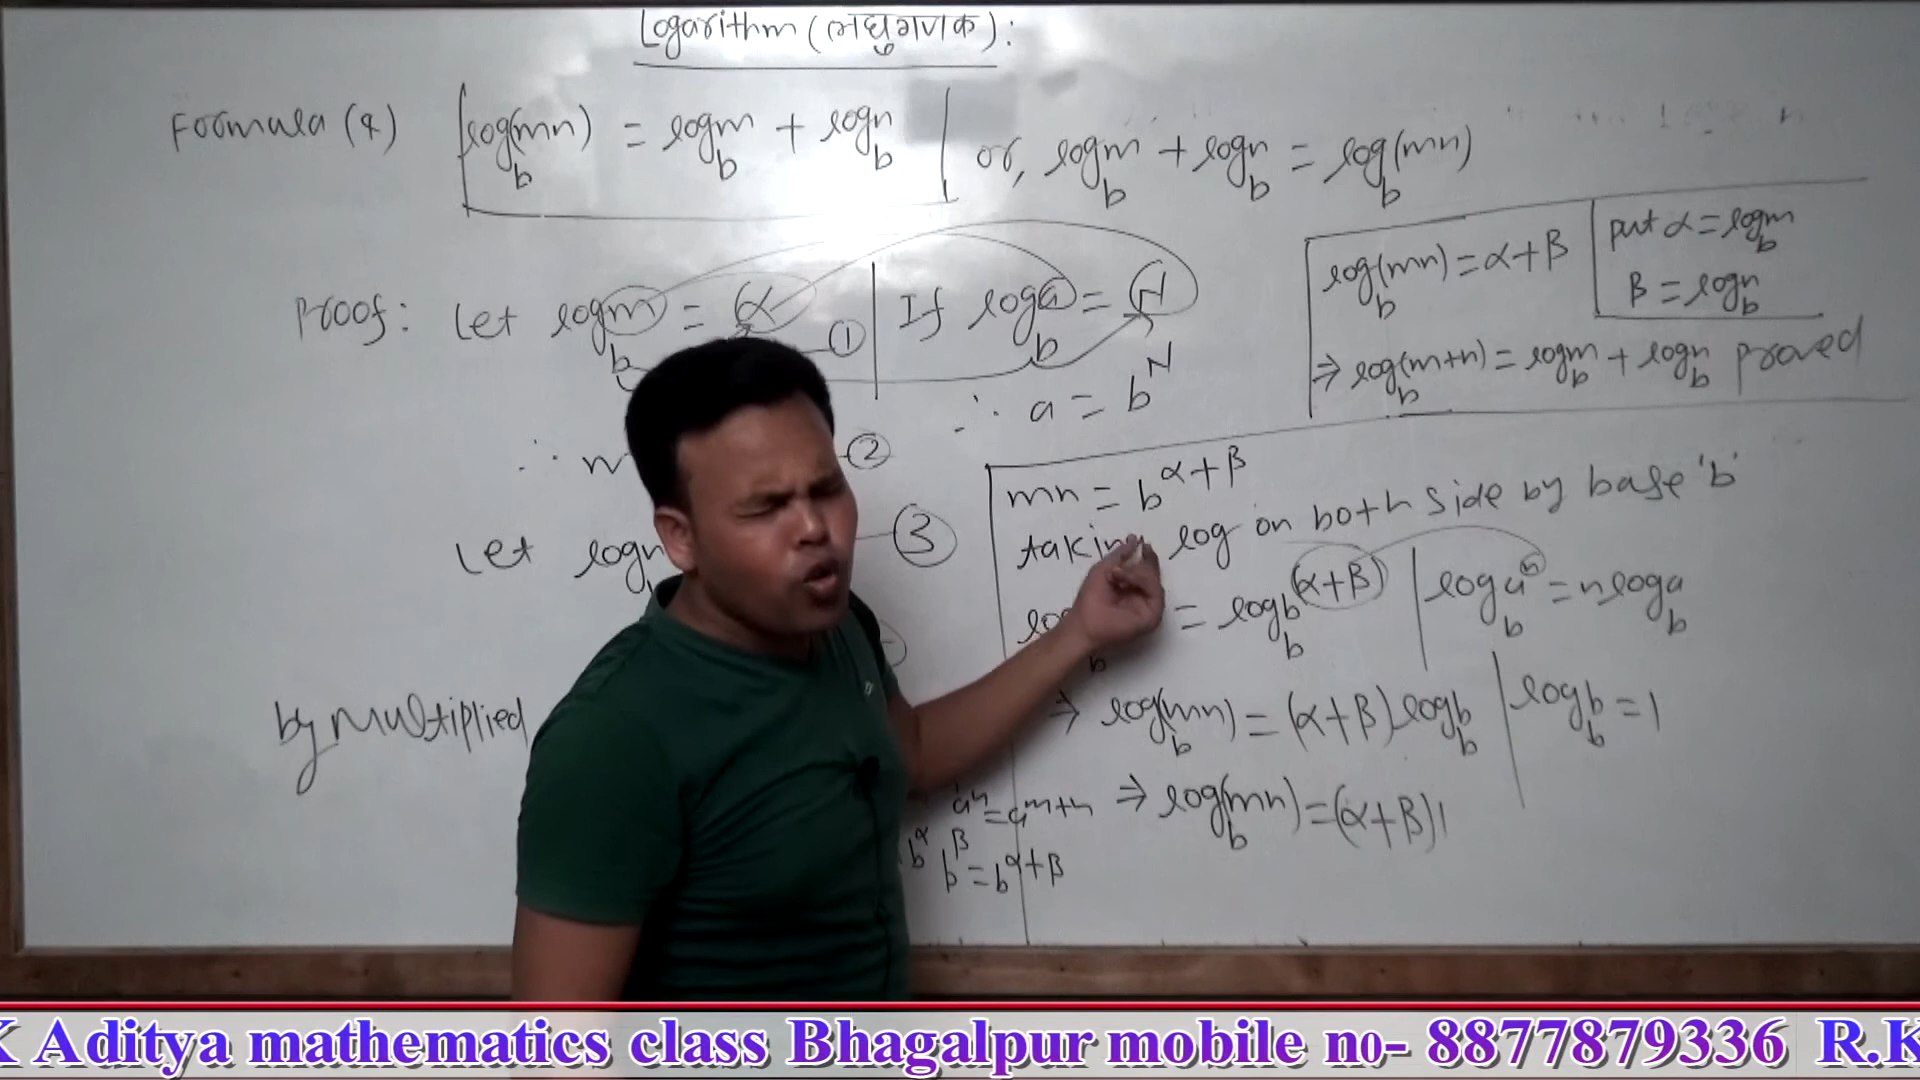 Logarithm (लघुगणक):
Formula (4) log_b(mn) = log_b m + log_b n or, log_b m + log_b n = log_b(mn)
Proof: Let log_b m = α ①
If log_b a = N
∴ a = b^N
∴ m ②
Let log n ③
by multiplied
a^n = a^{m+n}
b^α b^β = b^{α+β}
mn = b^{α+β}
taking log on both side by base 'b'
= log_b b^{(α+β)} log_b a^n = n log_b a
⇒ log_b(mn) = (α+β) log_b b log_b b = 1
⇒ log_b(mn) = (α+β)1
log_b(mn) = α+β put α = log_b m
β = log_b n
⇒ log_b(m+n) = log_b m + log_b n proved
K Aditya mathematics class Bhagalpur mobile no- 8877879336 R.K